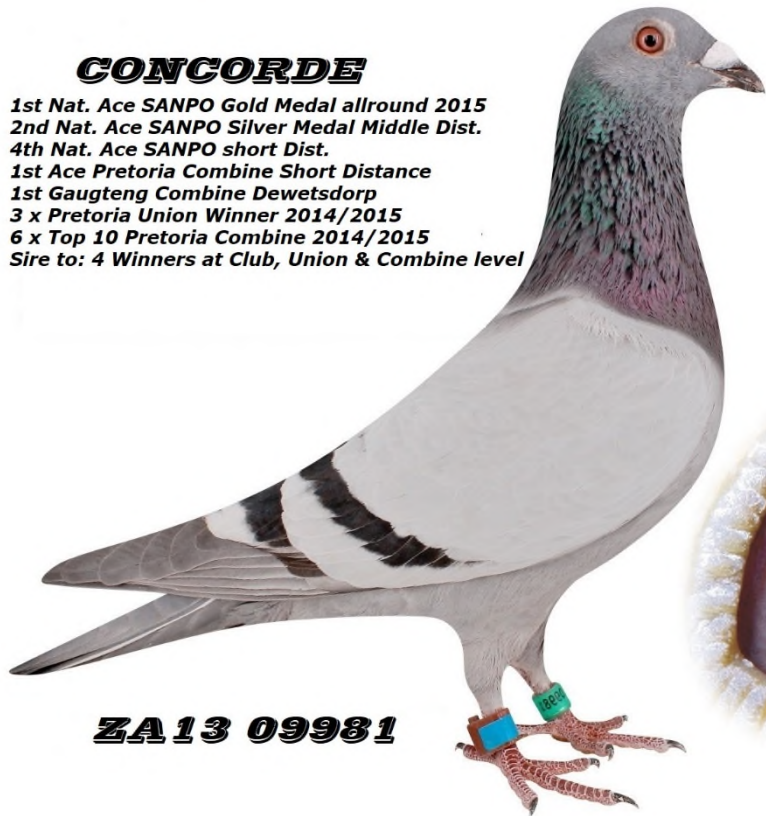 CONCORDE
1st Nat. Ace SANPO Gold Medal allround 2015
2nd Nat. Ace SANPO Silver Medal Middle Dist.
4th Nat. Ace SANPO short Dist.
1st Ace Pretoria Combine Short Distance
1st Gaugteng Combine Dewetsdorp
3 x Pretoria Union Winner 2014/2015
6 x Top 10 Pretoria Combine 2014/2015
Sire to: 4 Winners at Club, Union & Combine level
ZA13 09981